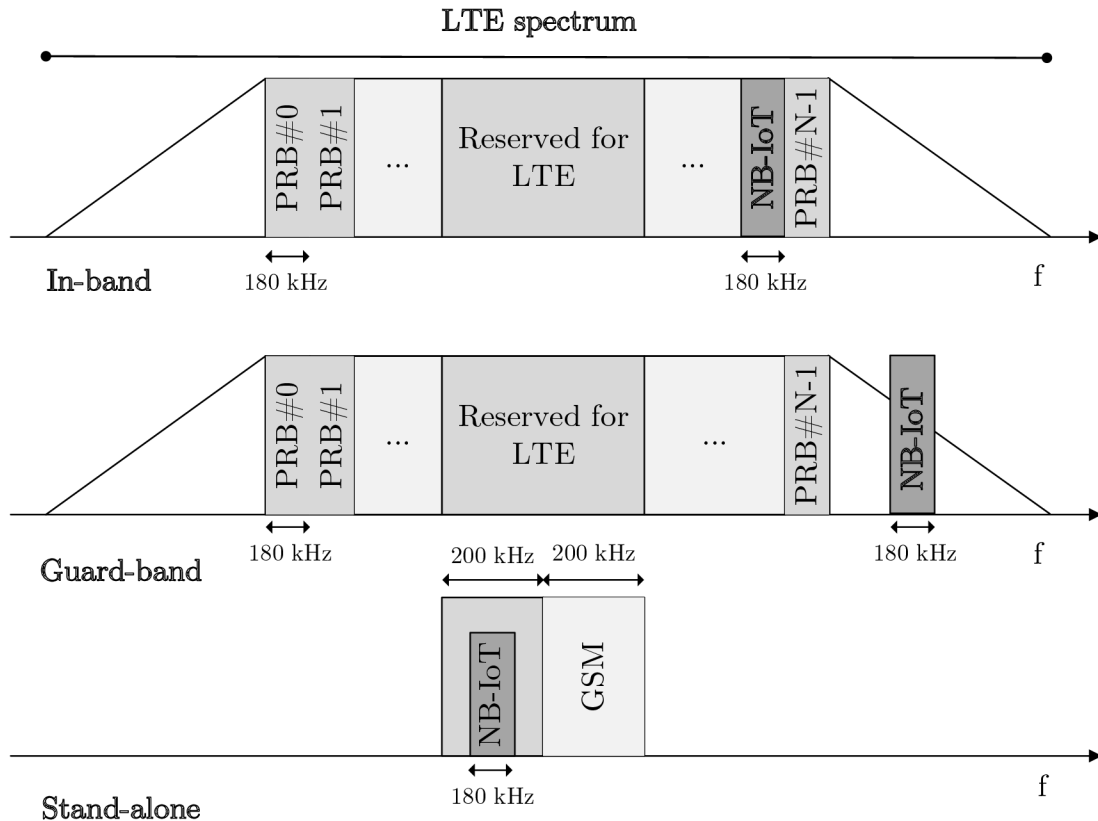 LTE spectrum
PRB#0
PRB#1
...
Reserved for
LTE
...
NB-IoT
PRB#N-1
180 kHz
180 kHz
In-band
f
PRB#0
PRB#1
...
Reserved for
LTE
...
PRB#N-1
NB-IoT
180 kHz
180 kHz
f
Guard-band
200 kHz
200 kHz
NB-IoT
GSM
180 kHz
f
Stand-alone